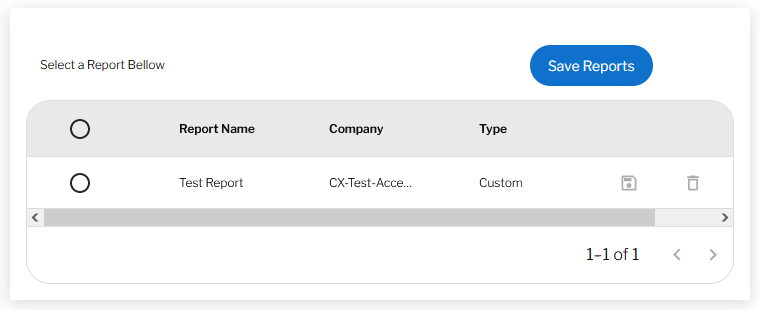 Select a Report Bellow
Save Reports
Report Name Company Type
Test Report CX-Test-Acce... Custom
1–1 of 1